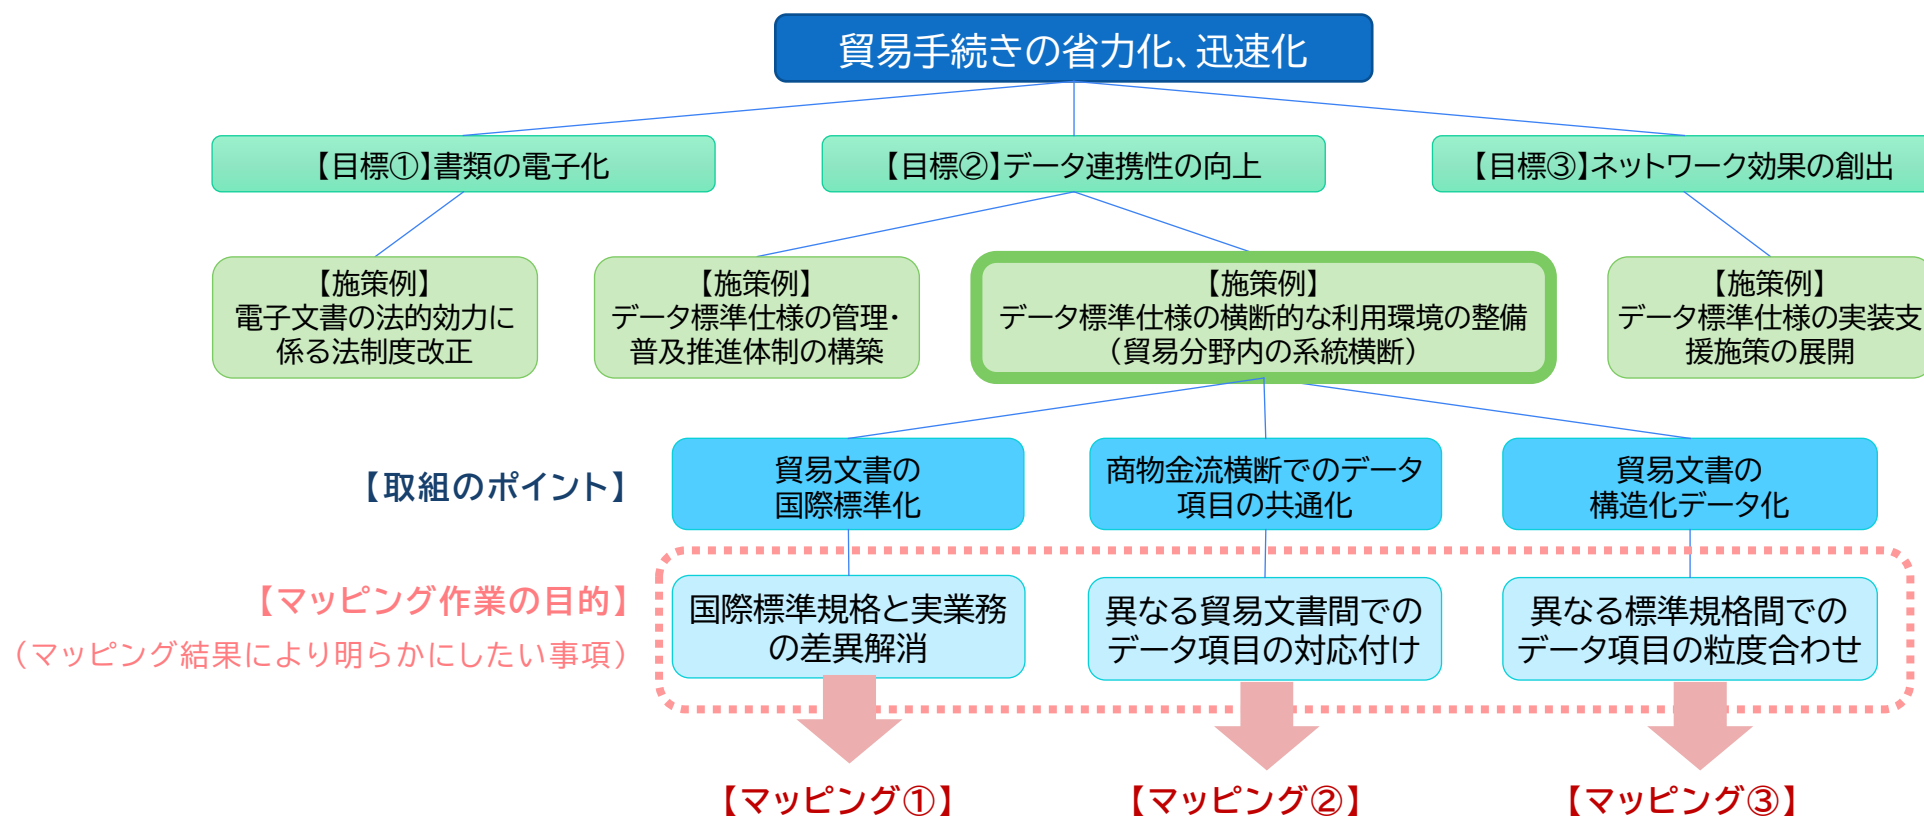 貿易手続きの省力化、迅速化
【目標①】書類の電子化
【目標②】データ連携性の向上
【目標③】ネットワーク効果の創出
【施策例】
電子文書の法的効力に
係る法制度改正
【施策例】
データ標準仕様の管理・
普及推進体制の構築
【施策例】
データ標準仕様の横断的な利用環境の整備
（貿易分野内の系統横断）
【施策例】
データ標準仕様の実装支
援施策の展開
【取組のポイント】
貿易文書の
国際標準化
商物金流横断でのデータ
項目の共通化
貿易文書の
構造化データ化
【マッピング作業の目的】
（マッピング結果により明らかにしたい事項）
国際標準規格と実業務
の差異解消
異なる貿易文書間での
データ項目の対応付け
異なる標準規格間での
データ項目の粒度合わせ
【マッピング①】
【マッピング②】
【マッピング③】